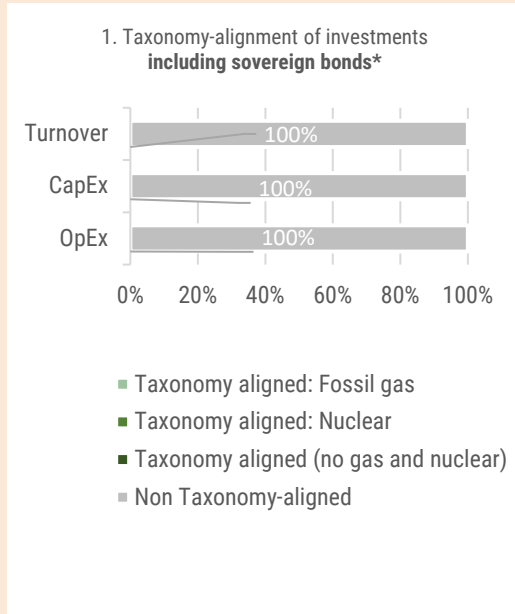 1. Taxonomy-alignment of investments
including sovereign bonds*
Turnover
100%
CapEx
100%
OpEx
100%
0% 20% 40% 60% 80% 100%
Taxonomy aligned: Fossil gas
Taxonomy aligned: Nuclear
Taxonomy aligned (no gas and nuclear)
Non Taxonomy-aligned